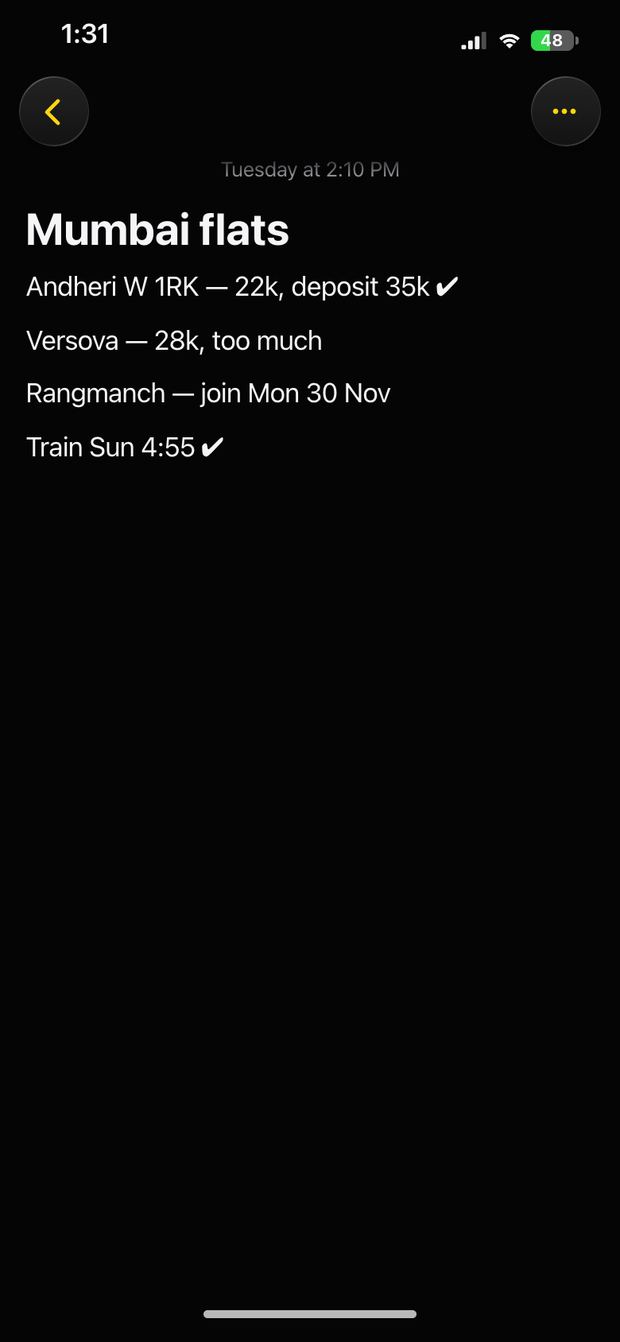 1:31
48
Tuesday at 2:10 PM
Mumbai flats
Andheri W 1RK — 22k, deposit 35k ✔
Versova — 28k, too much
Rangmanch — join Mon 30 Nov
Train Sun 4:55 ✔